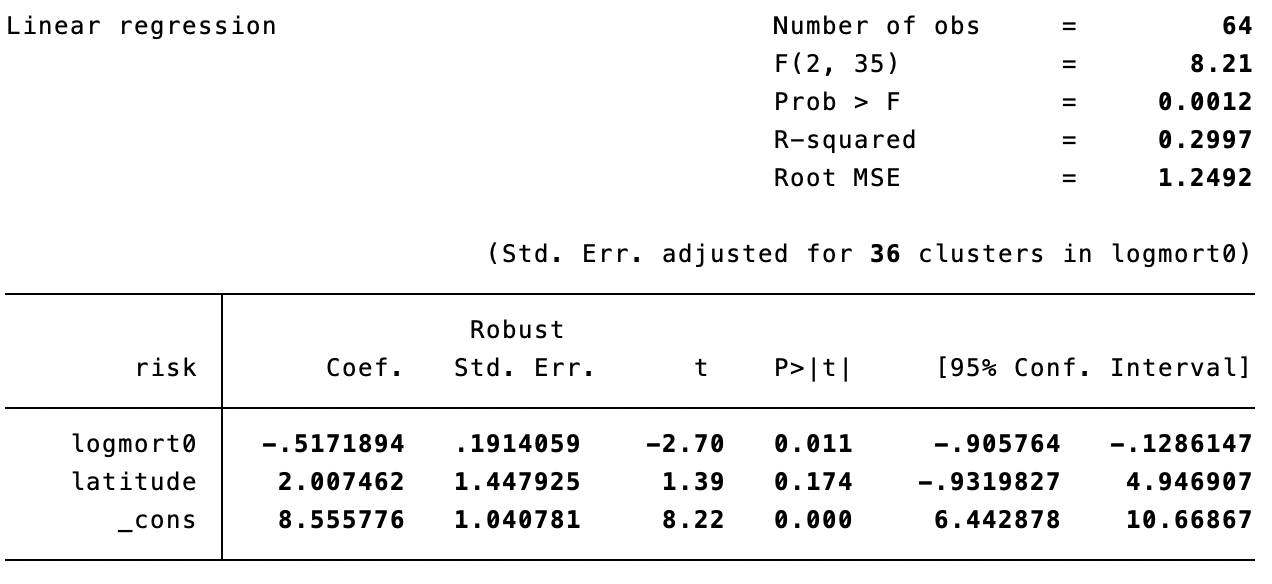 Linear regression Number of obs = 64
F(2, 35) = 8.21
Prob > F = 0.0012
R-squared = 0.2997
Root MSE = 1.2492
(Std. Err. adjusted for 36 clusters in logmort0)
Robust
risk Coef. Std. Err. t P>|t| [95% Conf. Interval]
logmort0 -.5171894 .1914059 -2.70 0.011 -.905764 -.1286147
latitude 2.007462 1.447925 1.39 0.174 -.9319827 4.946907
_cons 8.555776 1.040781 8.22 0.000 6.442878 10.66867